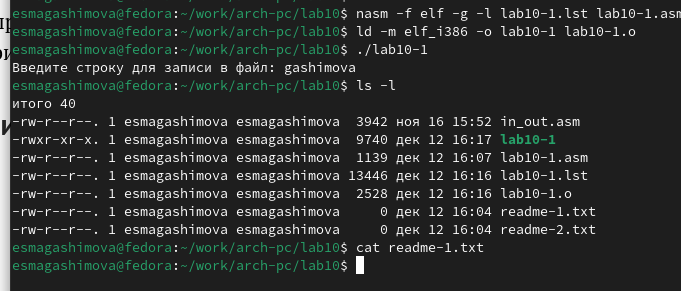 esmagashimova@fedora:~/work/arch-pc/lab10$ nasm -f elf -g -l lab10-1.lst lab10-1.asm
esmagashimova@fedora:~/work/arch-pc/lab10$ ld -m elf_i386 -o lab10-1 lab10-1.o
esmagashimova@fedora:~/work/arch-pc/lab10$ ./lab10-1
Введите строку для записи в файл: gashimova
esmagashimova@fedora:~/work/arch-pc/lab10$ ls -l
итого 40
-rw-r--r--. 1 esmagashimova esmagashimova  3942 ноя 16 15:52 in_out.asm
-rwxr-xr-x. 1 esmagashimova esmagashimova  9740 дек 12 16:17 lab10-1
-rw-r--r--. 1 esmagashimova esmagashimova  1139 дек 12 16:07 lab10-1.asm
-rw-r--r--. 1 esmagashimova esmagashimova 13446 дек 12 16:16 lab10-1.lst
-rw-r--r--. 1 esmagashimova esmagashimova  2528 дек 12 16:16 lab10-1.o
-rw-r--r--. 1 esmagashimova esmagashimova     0 дек 12 16:04 readme-1.txt
-rw-r--r--. 1 esmagashimova esmagashimova     0 дек 12 16:04 readme-2.txt
esmagashimova@fedora:~/work/arch-pc/lab10$ cat readme-1.txt
esmagashimova@fedora:~/work/arch-pc/lab10$